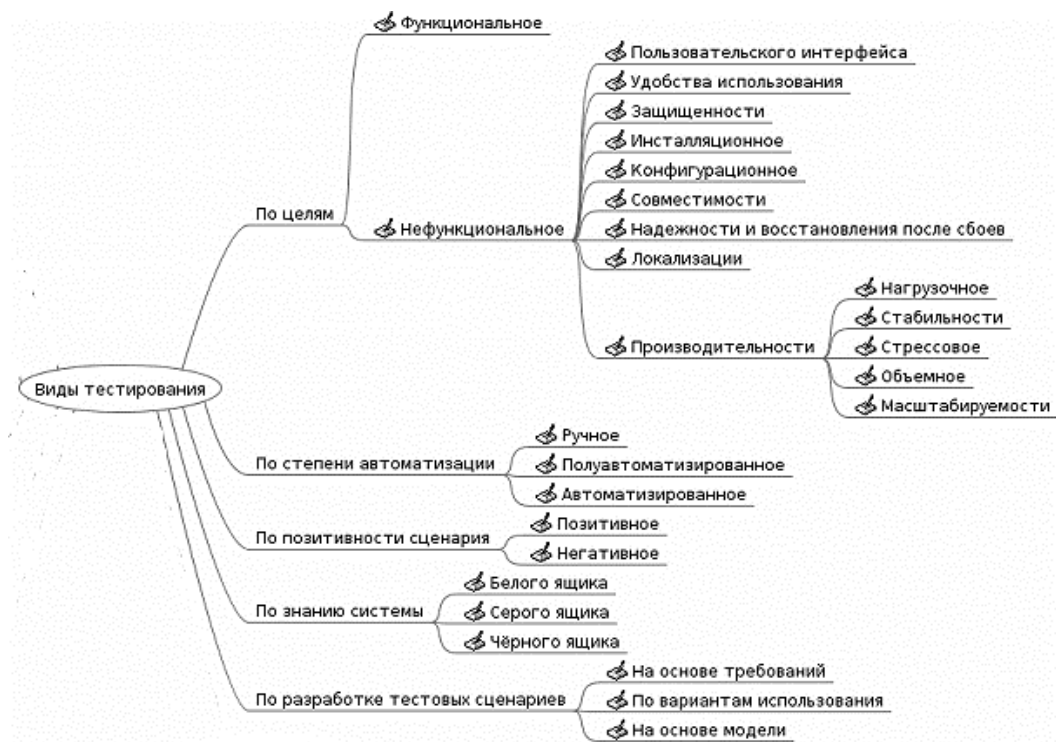 Виды тестирования
По целям
Функциональное
Нефункциональное
Пользовательского интерфейса
Удобства использования
Защищенности
Инсталляционное
Конфигурационное
Совместимости
Надежности и восстановления после сбоев
Локализации
Производительности
Нагрузочное
Стабильности
Стрессовое
Объемное
Масштабируемости
По степени автоматизации
Ручное
Полуавтоматизированное
Автоматизированное
По позитивности сценария
Позитивное
Негативное
По знанию системы
Белого ящика
Серого ящика
Чёрного ящика
По разработке тестовых сценариев
На основе требований
По вариантам использования
На основе модели